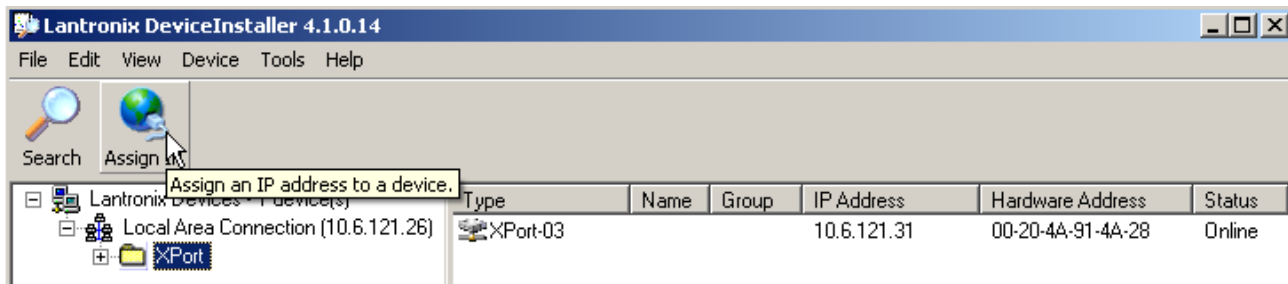 Lantronix DeviceInstaller 4.1.0.14
File Edit View Device Tools Help
Search Assign
Assign an IP address to a device.
Lantronix Devices - 1 device(s)
Type Name Group IP Address Hardware Address Status
Local Area Connection (10.6.121.26)
XPort-03 10.6.121.31 00-20-4A-91-4A-28 Online
XPort